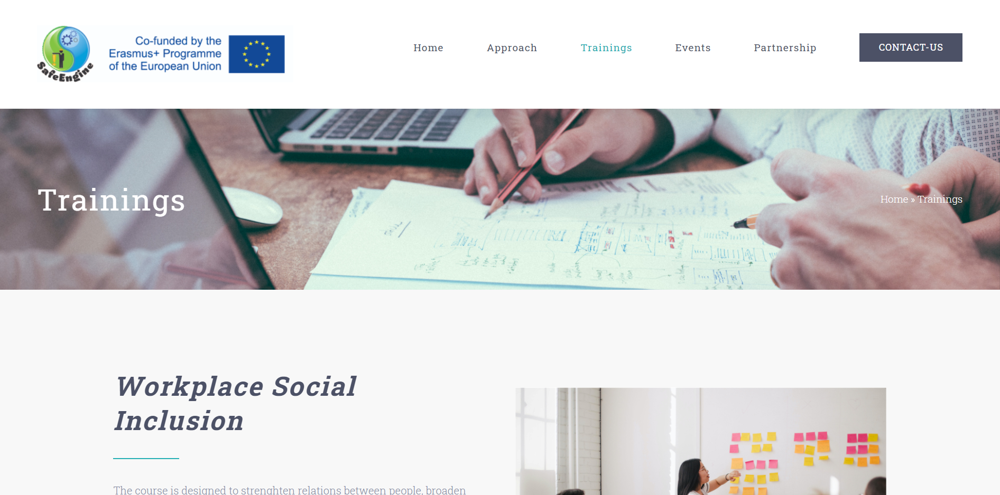 SafeEngine
Co-funded by the
Erasmus+ Programme
of the European Union
Home
Approach
Trainings
Events
Partnership
CONTACT-US
Trainings
Home » Trainings
Workplace Social
Inclusion
The course is designed to strenghten relations between people, broaden